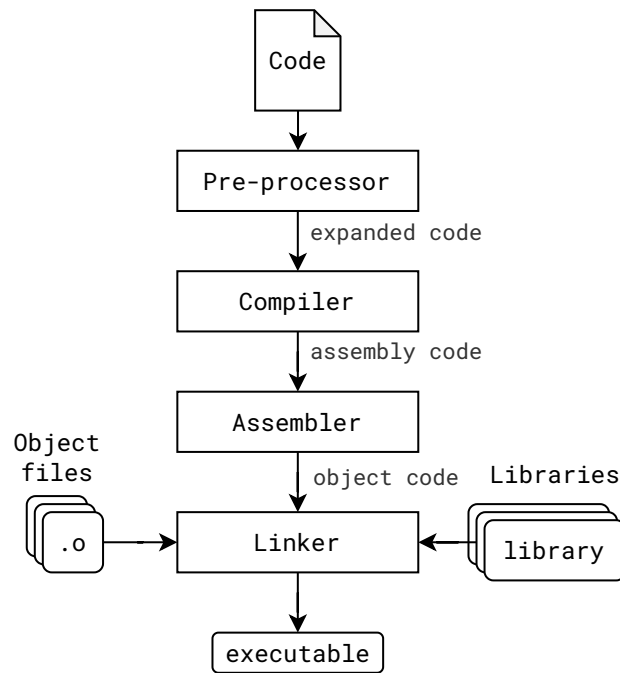 Code
Pre-processor
expanded code
Compiler
assembly code
Assembler
object code
Object
files
.o
Linker
Libraries
library
executable